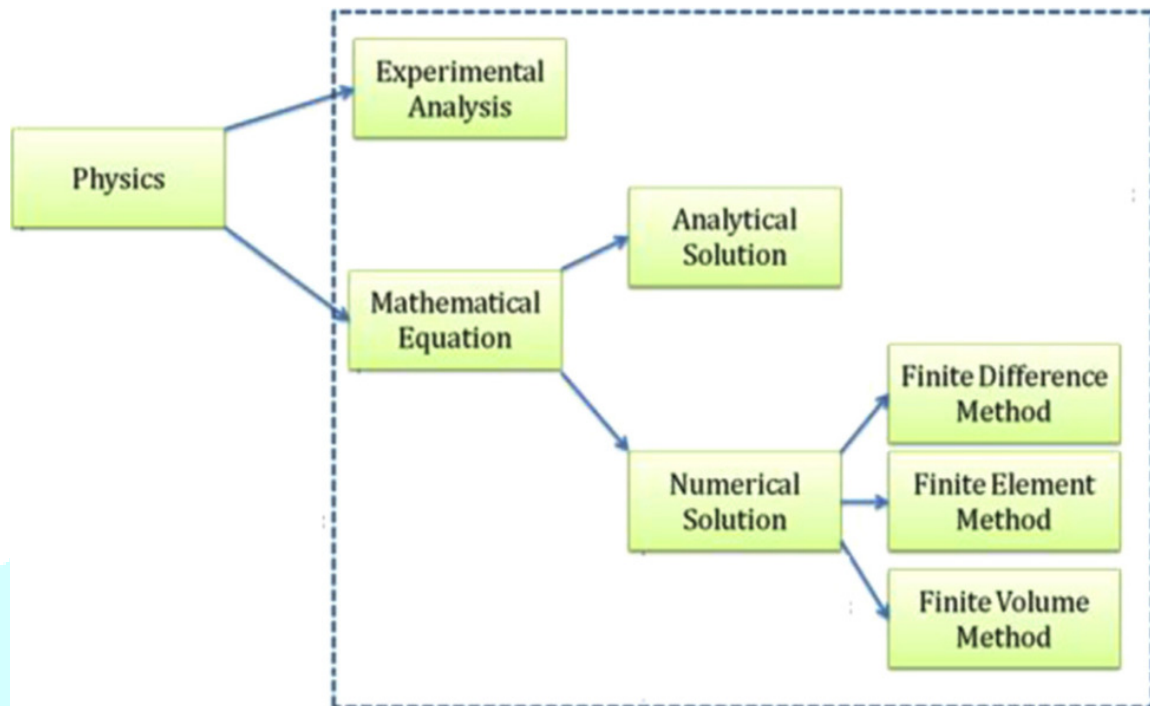 Experimental
Analysis
Physics
Analytical
Solution
Mathematical
Equation
Finite Difference
Method
Numerical
Solution
Finite Element
Method
Finite Volume
Method